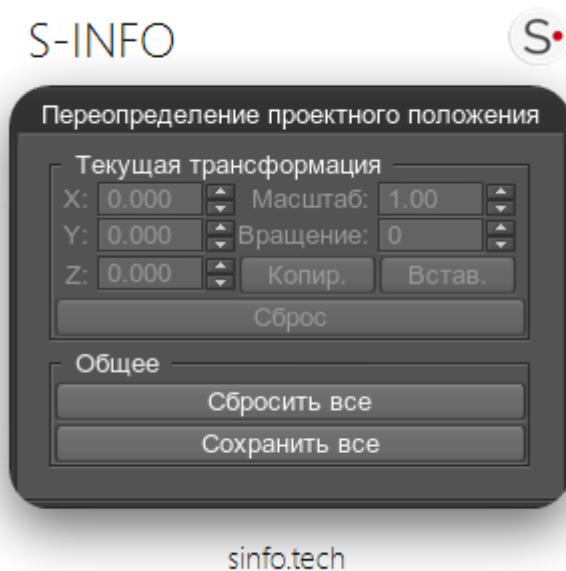 S-INFO
S
Переопределение проектного положения
Текущая трансформация
X: 0.000 Масштаб: 1.00
Y: 0.000 Вращение: 0
Z: 0.000 Копир. Встав.
Сброс
Общее
Сбросить все
Сохранить все
sinfo.tech